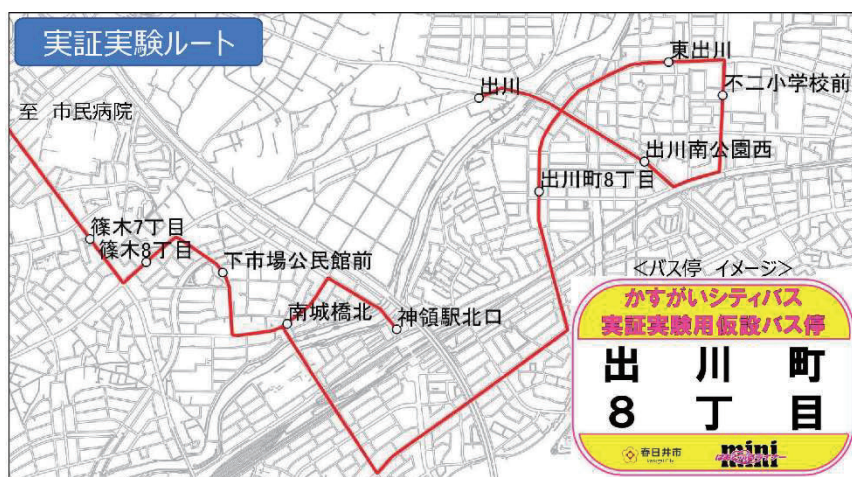 実証実験ルート
東出川
出川
不二小学校前
至 市民病院
出川南公園西
出川町8丁目
篠木7丁目
篠木8丁目
下市場公民館前
南城橋北
神領駅北口
<バス停 イメージ>
かすがいシティバス
実証実験用仮設バス停
出川町
8丁目
春日井市
mini